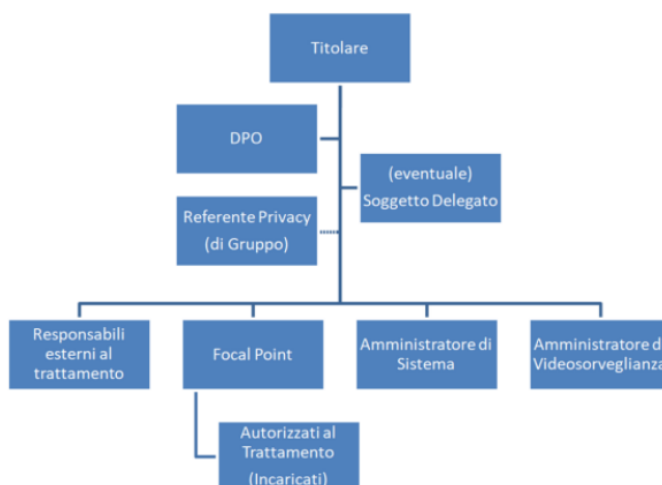 Titolare
DPO
(eventuale)
Soggetto Delegato
Referente Privacy
(di Gruppo)
Responsabili
esterni al
trattamento
Focal Point
Amministratore di
Sistema
Amministratore di
Videosorveglianza
Autorizzati al
Trattamento
(Incaricati)